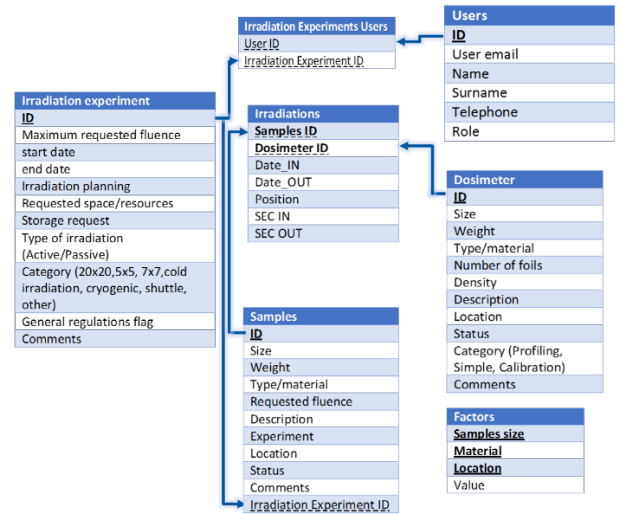 Irradiation Experiments Users
User ID
Irradiation Experiment ID
Users
ID
User email
Name
Surname
Telephone
Role
Irradiation experiment
ID
Maximum requested fluence
start date
end date
Irradiation planning
Requested space/resources
Storage request
Type of irradiation
(Active/Passive)
Category (20x20,5x5, 7x7,cold
irradiation, cryogenic, shuttle,
other)
General regulations flag
Comments
Irradiations
Samples ID
Dosimeter ID
Date_IN
Date_OUT
Position
SEC IN
SEC OUT
Dosimeter
ID
Size
Weight
Type/material
Number of foils
Density
Description
Location
Status
Category (Profiling,
Simple, Calibration)
Comments
Samples
ID
Size
Weight
Type/material
Requested fluence
Description
Experiment
Location
Status
Comments
Irradiation Experiment ID
Factors
Samples size
Material
Location
Value